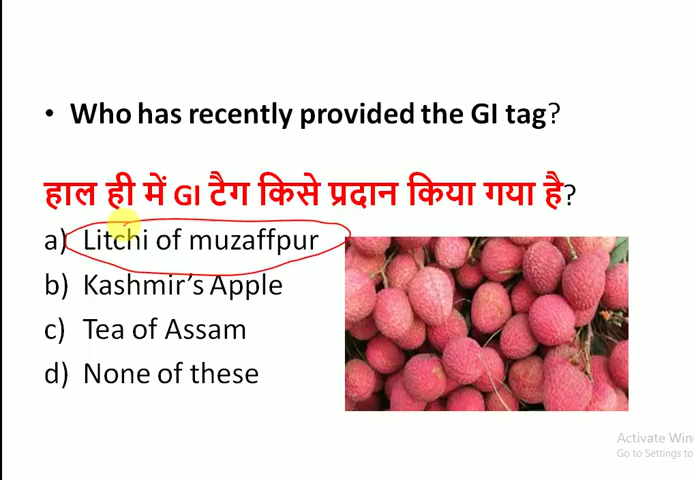 • Who has recently provided the GI tag?
हाल ही में GI टैग किसे प्रदान किया गया है?
a) Litchi of muzaffpur
b) Kashmir’s Apple
c) Tea of Assam
d) None of these
Activate Win
Go to Settings to